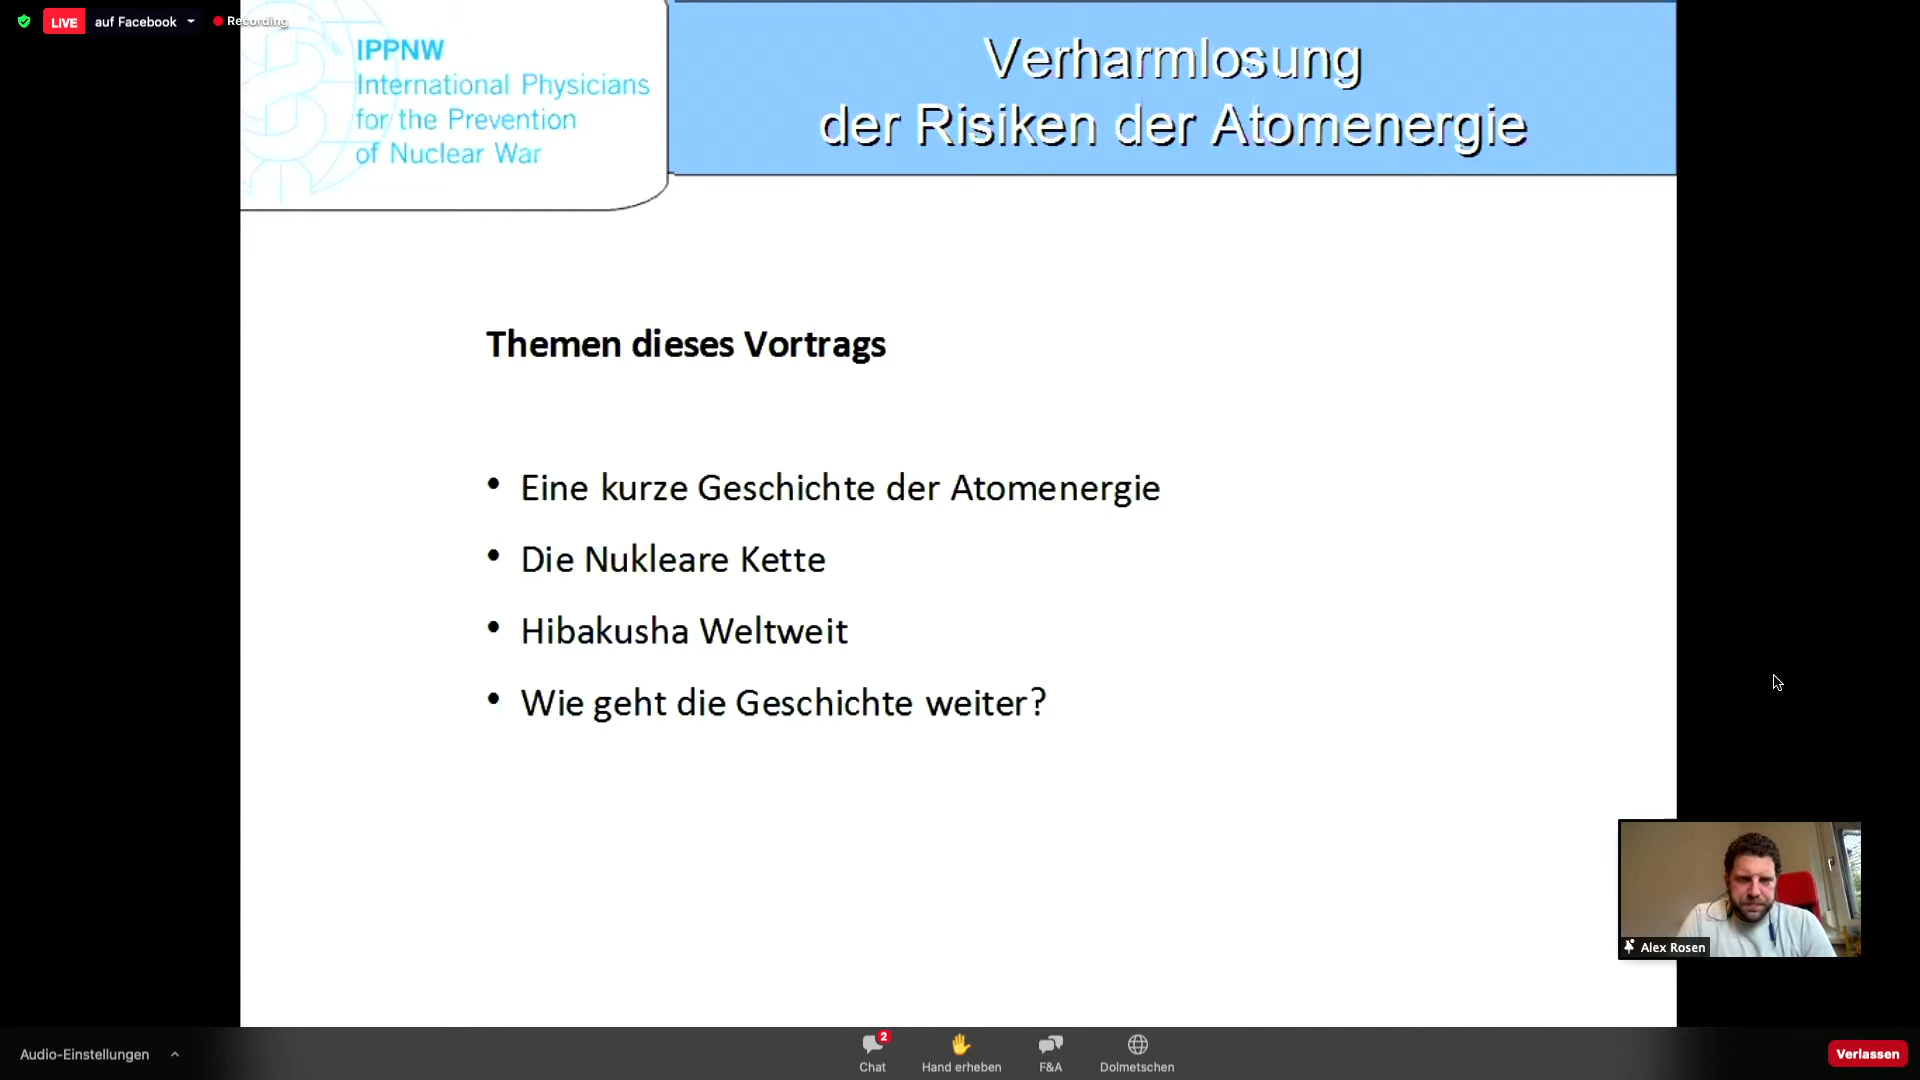 LIVE auf Facebook Recording
IPPNW
International Physicians
for the Prevention
of Nuclear War
Verharmlosung
der Risiken der Atomenergie
Themen dieses Vortrags
• Eine kurze Geschichte der Atomenergie
• Die Nukleare Kette
• Hibakusha Weltweit
• Wie geht die Geschichte weiter?
Alex Rosen
Audio-Einstellungen
2
Chat
Hand erheben
F&A
Dolmetschen
Verlassen